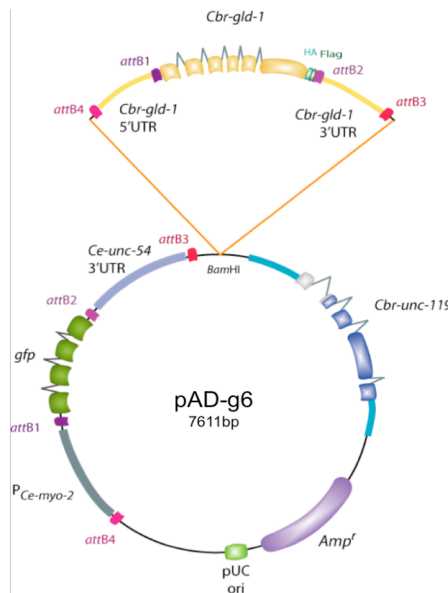 Cbr-gld-1
attB1
HA Flag
attB2
attB4
Cbr-gld-1
5'UTR
Cbr-gld-1
3'UTR
attB3
Ce-unc-54
3'UTR
attB3
BamHI
attB2
Cbr-unc-119
gfp
pAD-g6
7611bp
attB1
PCe-myo-2
attB4
Ampr
pUC
ori